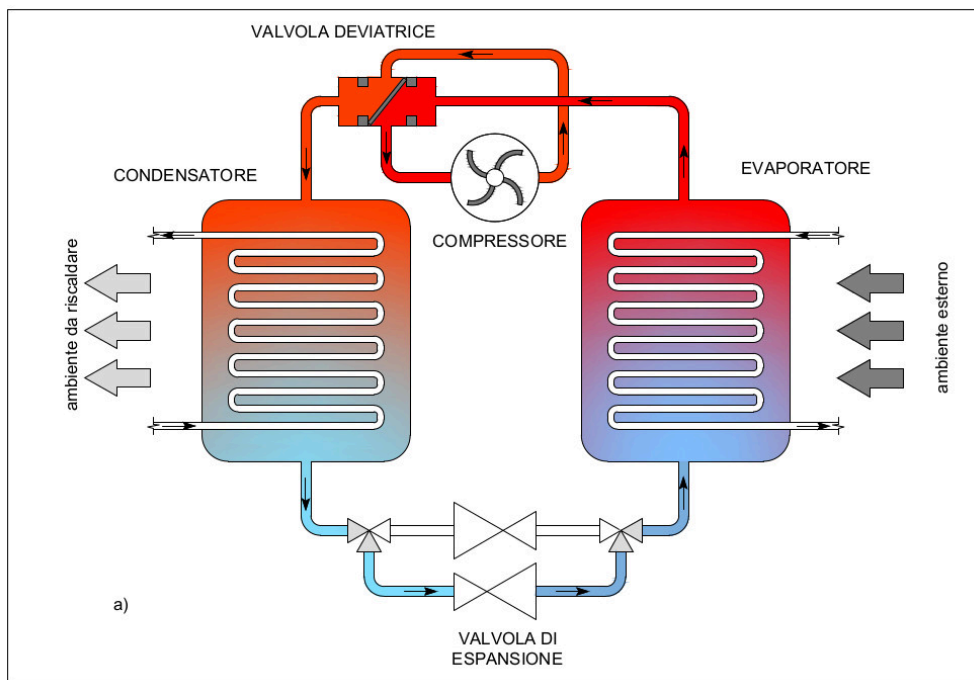 VALVOLA DEVIATRICE
CONDENSATORE
EVAPORATORE
COMPRESSORE
ambiente da riscaldare
ambiente esterno
a)
VALVOLA DI
ESPANSIONE